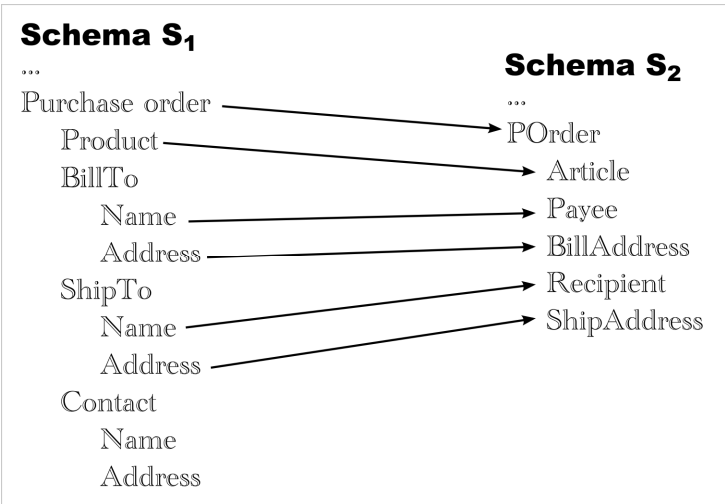 Schema S₁
...
Purchase order
Product
BillTo
Name
Address
ShipTo
Name
Address
Contact
Name
Address
Schema S₂
...
POrder
Article
Payee
BillAddress
Recipient
ShipAddress